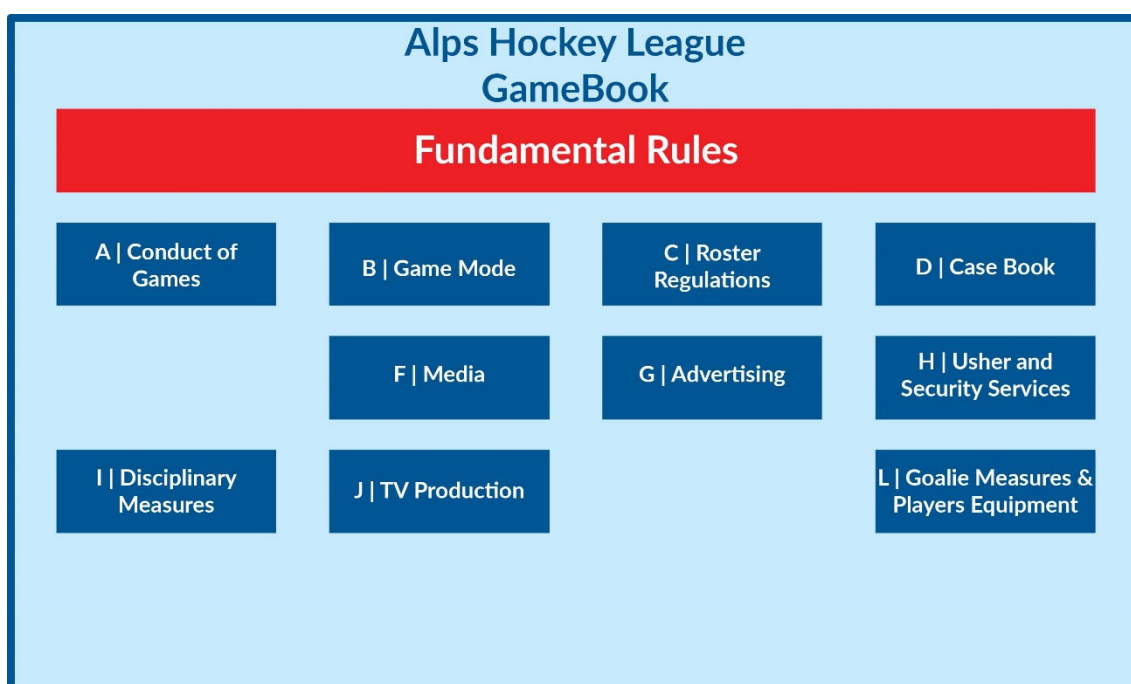 Alps Hockey League
GameBook
Fundamental Rules
A | Conduct of
Games
B | Game Mode
C | Roster
Regulations
D | Case Book
F | Media
G | Advertising
H | Usher and
Security Services
I | Disciplinary
Measures
J | TV Production
L | Goalie Measures &
Players Equipment